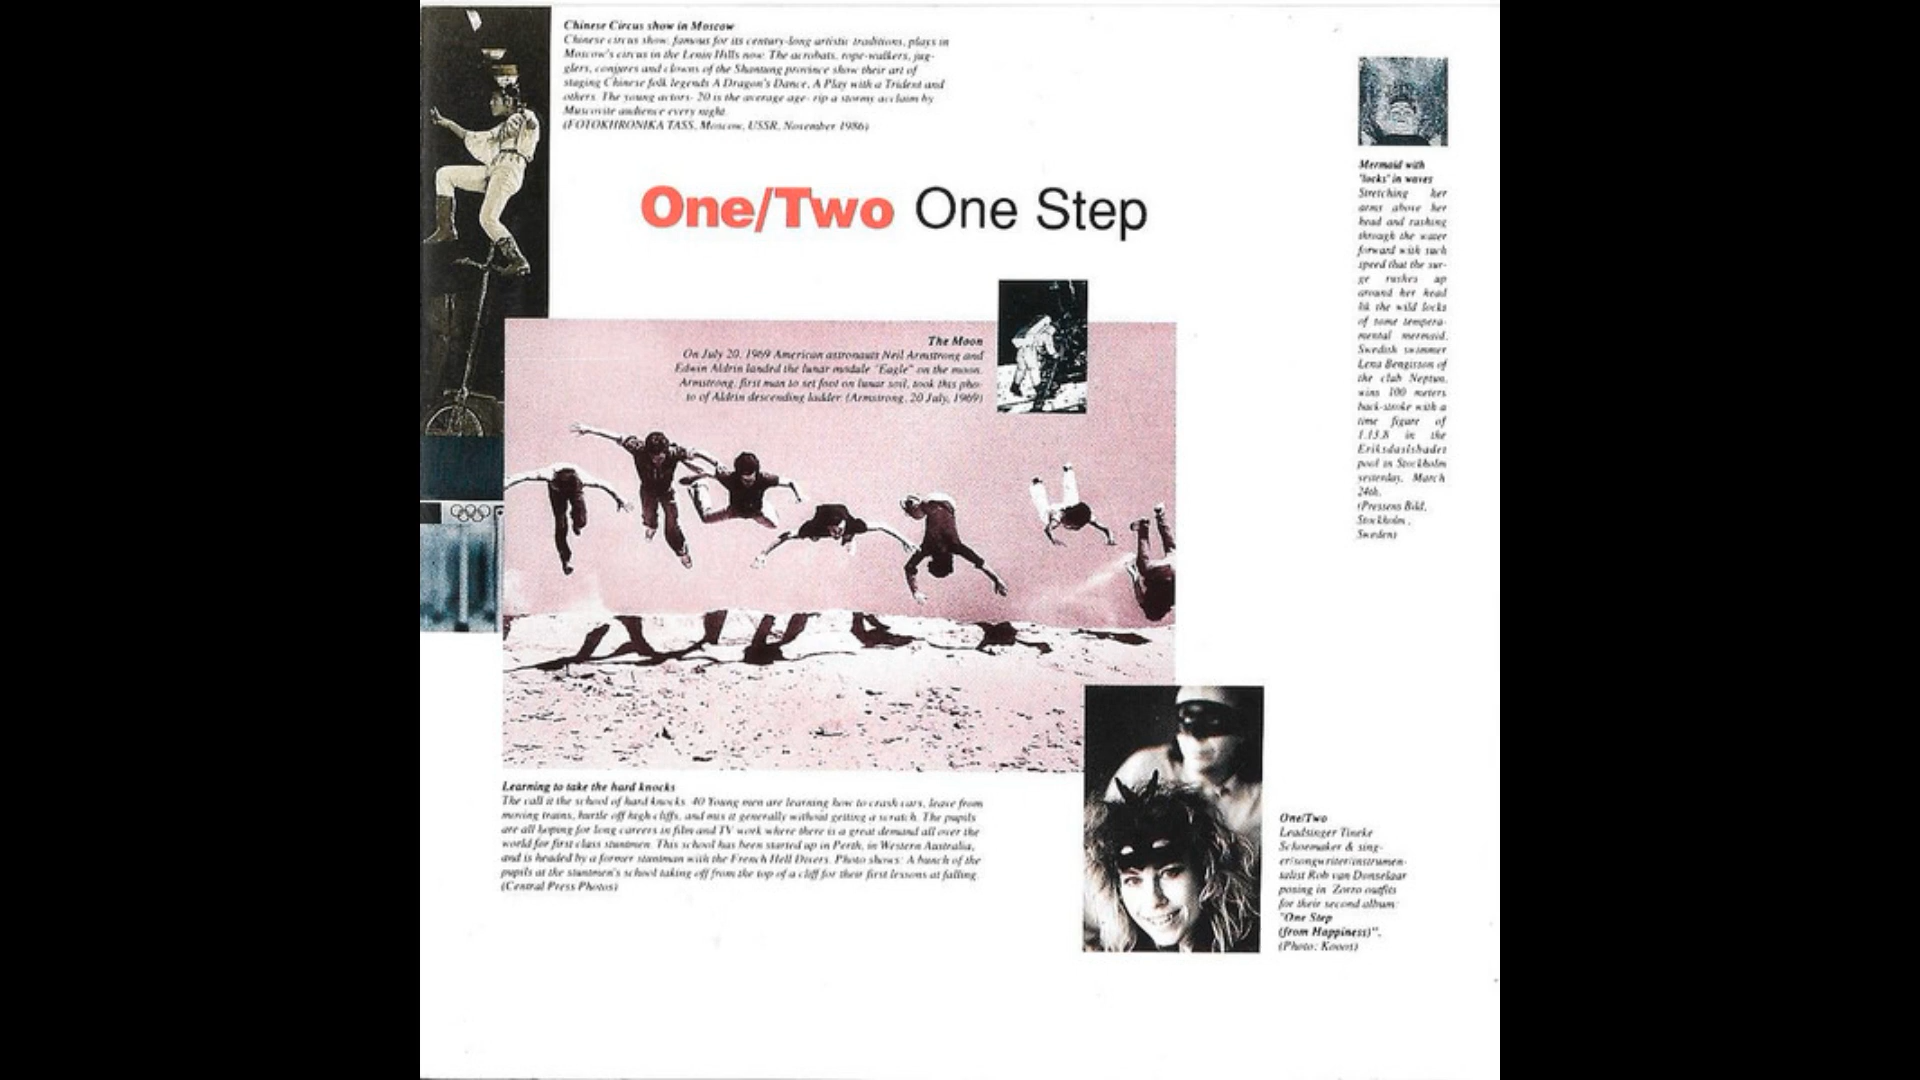 Chinese Circus show in Moscow
Chinese circus show, famous for its century-long artistic traditions, plays in
Moscow's circus in the Lenin Hills now. The acrobats, rope-walkers, jug-
glers, conjures and clowns of the Shantung province show their art of
staging Chinese folk legends A Dragon's Dance, A Play with a Trident and
others. The young actors- 20 is the average age- rip a stormy acclaim by
Muscovite audience every night.
(FOTOKHRONIKA TASS, Moscow, USSR, November 1986)
One/Two One Step
Mermaid with
'locks' in waves
Stretching her
arms above her
head and rushing
through the water
forward with such
speed that the sur-
ge rushes up
around her head
lik the wild locks
of some tempera-
mental mermaid,
Swedish swimmer
Lena Bengtsson of
the club Neptun,
wins 100 meters
back-stroke with a
time figure of
1.13.8 in the
Eriksdaslsbadet
pool in Stockholm
yesterday, March
24th.
(Pressens Bild,
Stockholm,
Sweden)
The Moon
On July 20, 1969 American astronauts Neil Armstrong and
Edwin Aldrin landed the lunar module "Eagle" on the moon.
Armstrong, first man to set foot on lunar soil, took this pho-
to of Aldrin descending ladder. (Armstrong, 20 July, 1969)
Learning to take the hard knocks
The call it the school of hard knocks. 40 Young men are learning how to crash cars, leave from
moving trains, hurtle off high cliffs, and mix it generally without getting a scratch. The pupils
are all hoping for long careers in film and TV work where there is a great demand all over the
world for first class stuntmen. This school has been started up in Perth, in Western Australia,
and is headed by a former stuntman with the French Hell Divers. Photo shows: A bunch of the
pupils at the stuntmen's school taking off from the top of a cliff for their first lessons at falling.
(Central Press Photos)
One/Two
Leadsinger Tineke
Schoemaker & sing-
er/songwriter/instrumen-
talist Rob van Donselaar
posing in Zorro outfits
for their second album:
"One Step
(from Happiness)".
(Photo: Kooost)